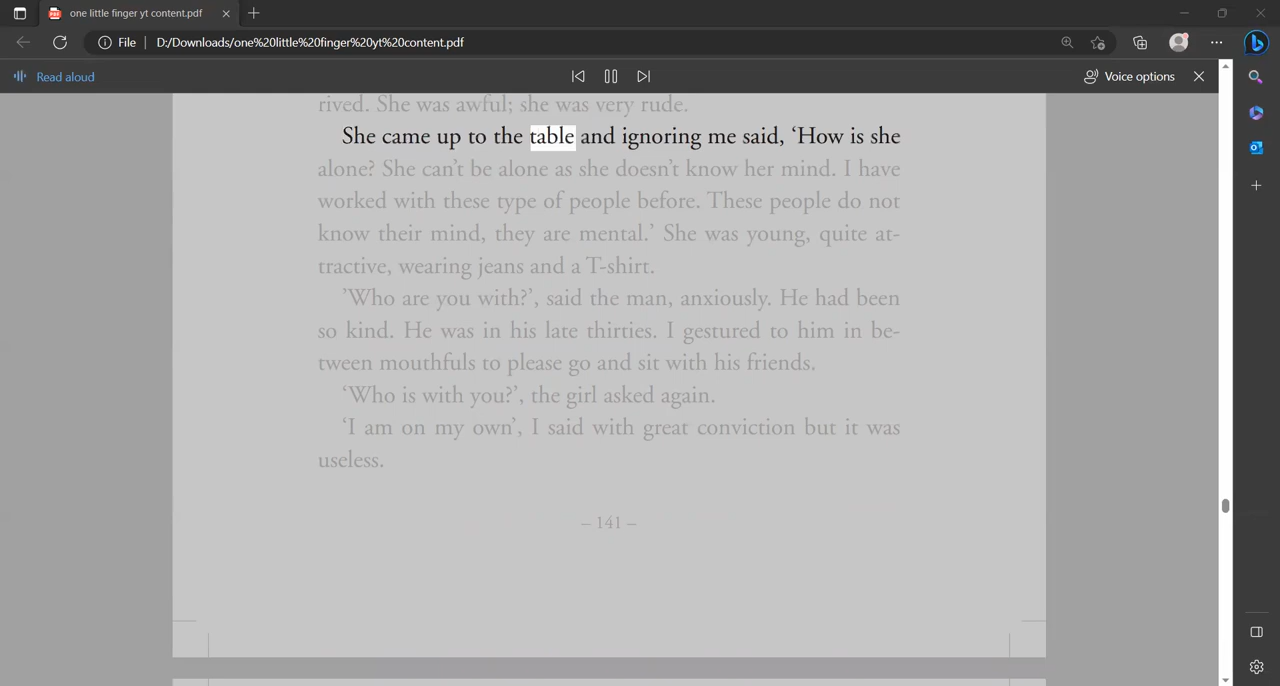 one little finger yt content.pdf
File D:/Downloads/one%20little%20finger%20yt%20content.pdf
Read aloud
Voice options
rived. She was awful; she was very rude.
She came up to the table and ignoring me said, ‘How is she
alone? She can’t be alone as she doesn’t know her mind. I have
worked with these type of people before. These people do not
know their mind, they are mental.’ She was young, quite at-
tractive, wearing jeans and a T-shirt.
’Who are you with?’, said the man, anxiously. He had been
so kind. He was in his late thirties. I gestured to him in be-
tween mouthfuls to please go and sit with his friends.
‘Who is with you?’, the girl asked again.
‘I am on my own’, I said with great conviction but it was
useless.
– 141 –